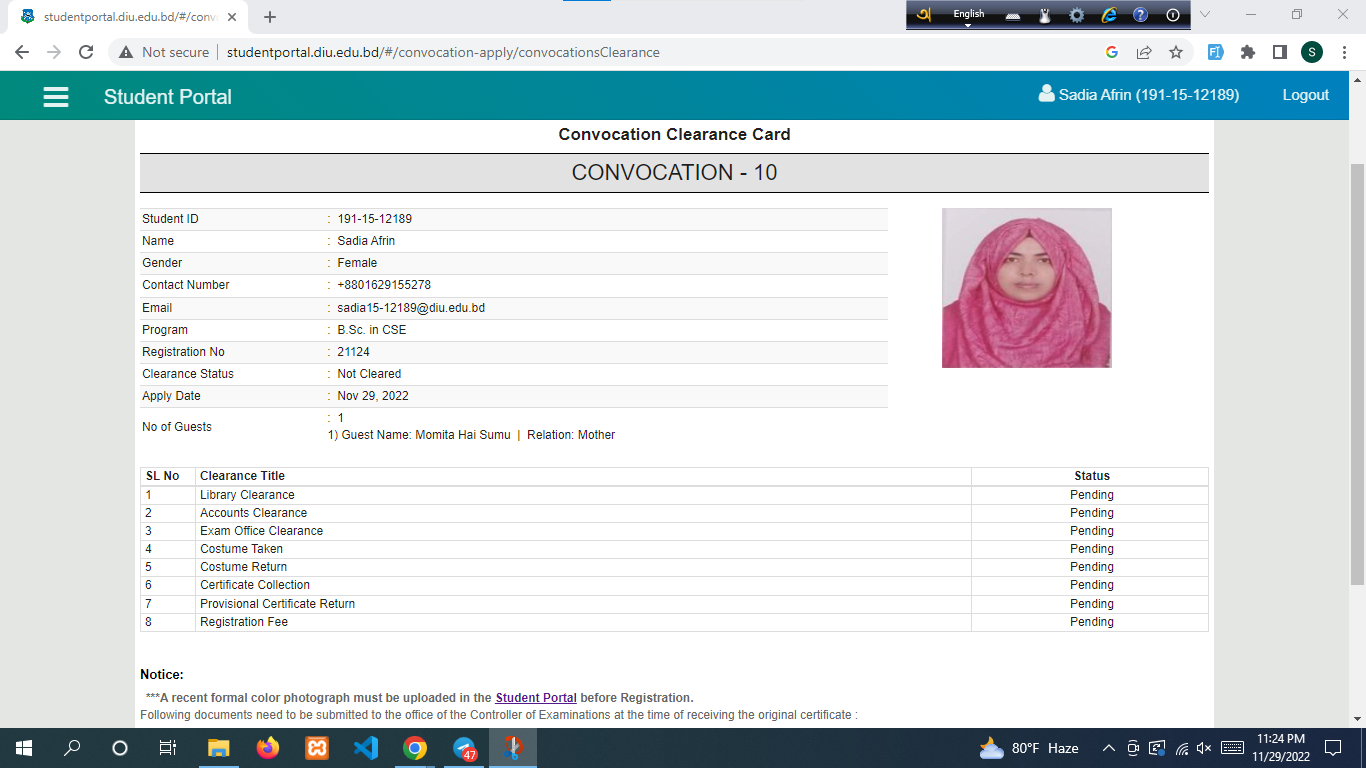 studentportal.diu.edu.bd/#/conv
English
Not secure studentportal.diu.edu.bd/#/convocation-apply/convocationsClearance
S
Student Portal Sadia Afrin (191-15-12189) Logout
Convocation Clearance Card
CONVOCATION - 10
Student ID : 191-15-12189
Name : Sadia Afrin
Gender : Female
Contact Number : +8801629155278
Email : sadia15-12189@diu.edu.bd
Program : B.Sc. in CSE
Registration No : 21124
Clearance Status : Not Cleared
Apply Date : Nov 29, 2022
No of Guests : 1
1) Guest Name: Momita Hai Sumu | Relation: Mother
SL No Clearance Title Status
1 Library Clearance Pending
2 Accounts Clearance Pending
3 Exam Office Clearance Pending
4 Costume Taken Pending
5 Costume Return Pending
6 Certificate Collection Pending
7 Provisional Certificate Return Pending
8 Registration Fee Pending
Notice:
***A recent formal color photograph must be uploaded in the Student Portal before Registration.
Following documents need to be submitted to the office of the Controller of Examinations at the time of receiving the original certificate :
47
80°F Haze
11:24 PM
11/29/2022